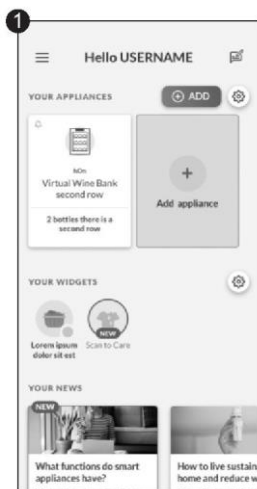 1
Hello USERNAME
YOUR APPLIANCES
ADD
NOn
Virtual Wine Bank
second row
2 bottles there is a
second row
Add appliance
YOUR WIDGETS
NEW
Lorem ipsum
dolor sit est
Scan to Care
YOUR NEWS
NEW
What functions do smart
appliances have?
How to live sustain
home and reduce w